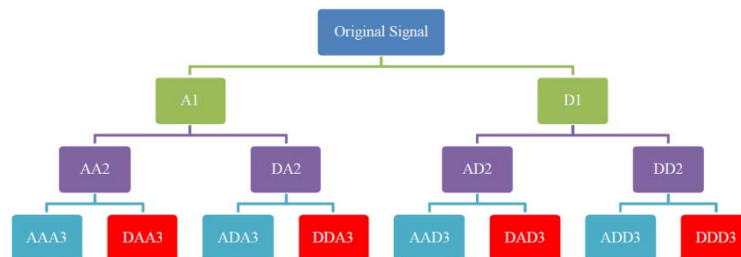 Original Signal
A1
D1
AA2
DA2
AD2
DD2
AAA3
DAA3
ADA3
DDA3
AAD3
DAD3
ADD3
DDD3